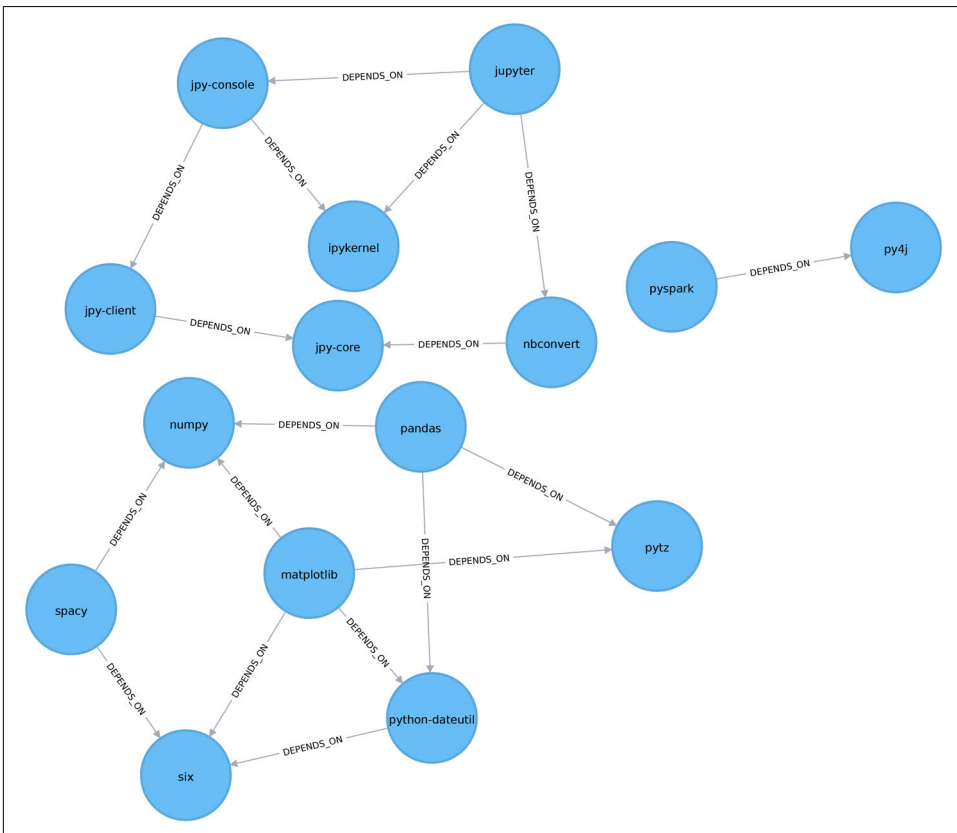 jupyter
jpy-console
DEPENDS_ON
DEPENDS_ON
DEPENDS_ON
DEPENDS_ON
DEPENDS_ON
ipykernel
py4j
DEPENDS_ON
pyspark
jpy-client
DEPENDS_ON
jpy-core
DEPENDS_ON
nbconvert
numpy
DEPENDS_ON
pandas
DEPENDS_ON
DEPENDS_ON
DEPENDS_ON
pytz
DEPENDS_ON
DEPENDS_ON
matplotlib
spacy
DEPENDS_ON
DEPENDS_ON
DEPENDS_ON
python-dateutil
DEPENDS_ON
six